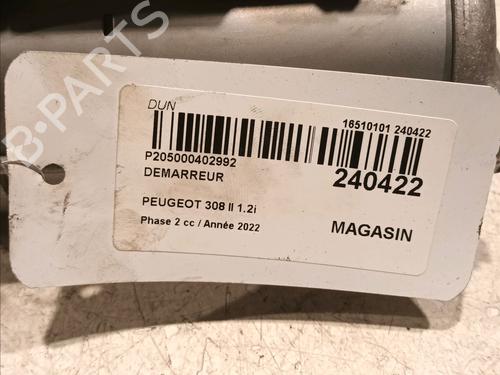 DUN
16510101 240422
P205000402992
DEMARREUR
240422
PEUGEOT 308 II 1.2i
Phase 2 cc / Année 2022
MAGASIN
B-PARTS